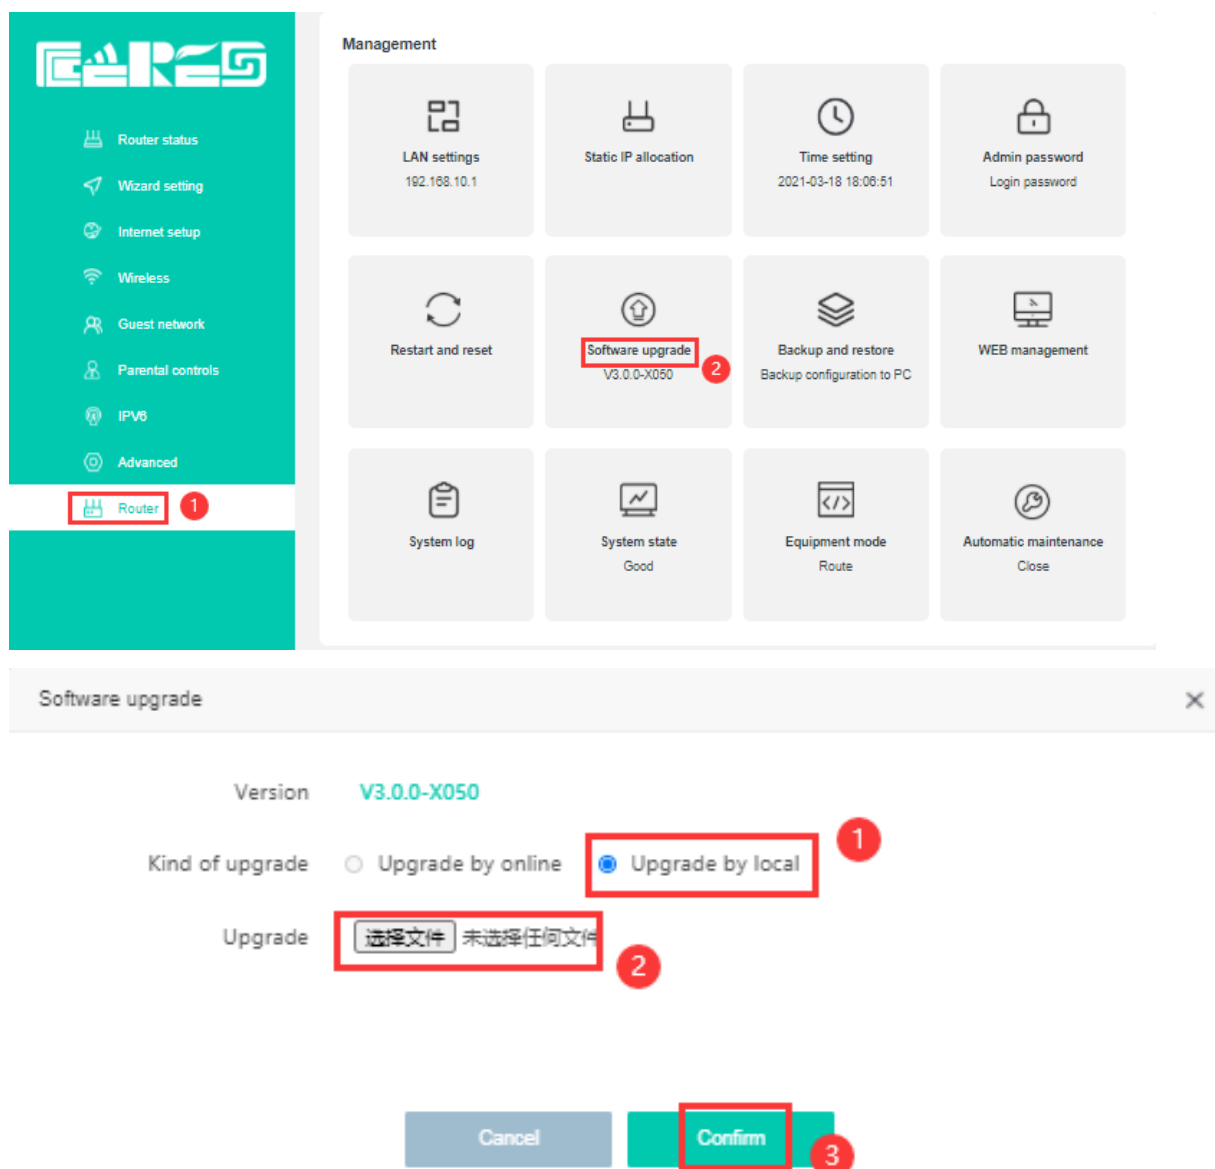 Management
Router status
Wizard setting
Internet setup
Wireless
Guest network
Parental controls
IPV6
Advanced
Router
1
LAN settings
192.168.10.1
Static IP allocation
Time setting
2021-03-18 18:06:51
Admin password
Login password
Restart and reset
Software upgrade
V3.0.0-X050
2
Backup and restore
Backup configuration to PC
WEB management
System log
System state
Good
Equipment mode
Route
Automatic maintenance
Close
Software upgrade
Version V3.0.0-X050
Kind of upgrade Upgrade by online Upgrade by local
1
Upgrade 选择文件 未选择任何文件
2
Cancel Confirm
3